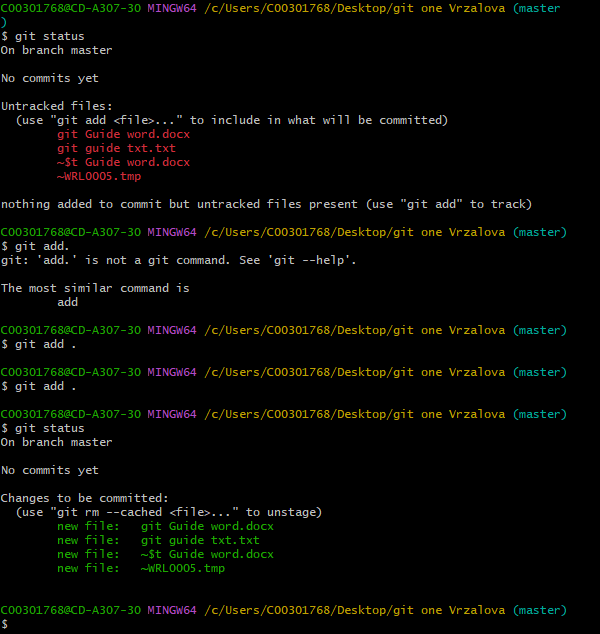 C00301768@CD-A307-30 MINGW64 /c/Users/C00301768/Desktop/git one Vrzalova (master
)
$ git status
On branch master
No commits yet
Untracked files:
(use "git add <file>..." to include in what will be committed)
git Guide word.docx
git guide txt.txt
~$t Guide word.docx
~WRL0005.tmp
nothing added to commit but untracked files present (use "git add" to track)
C00301768@CD-A307-30 MINGW64 /c/Users/C00301768/Desktop/git one Vrzalova (master)
$ git add.
git: 'add.' is not a git command. See 'git --help'.
The most similar command is
add
C00301768@CD-A307-30 MINGW64 /c/Users/C00301768/Desktop/git one Vrzalova (master)
$ git add .
C00301768@CD-A307-30 MINGW64 /c/Users/C00301768/Desktop/git one Vrzalova (master)
$ git add .
C00301768@CD-A307-30 MINGW64 /c/Users/C00301768/Desktop/git one Vrzalova (master)
$ git status
On branch master
No commits yet
Changes to be committed:
(use "git rm --cached <file>..." to unstage)
new file:   git Guide word.docx
new file:   git guide txt.txt
new file:   ~$t Guide word.docx
new file:   ~WRL0005.tmp
C00301768@CD-A307-30 MINGW64 /c/Users/C00301768/Desktop/git one Vrzalova (master)
$